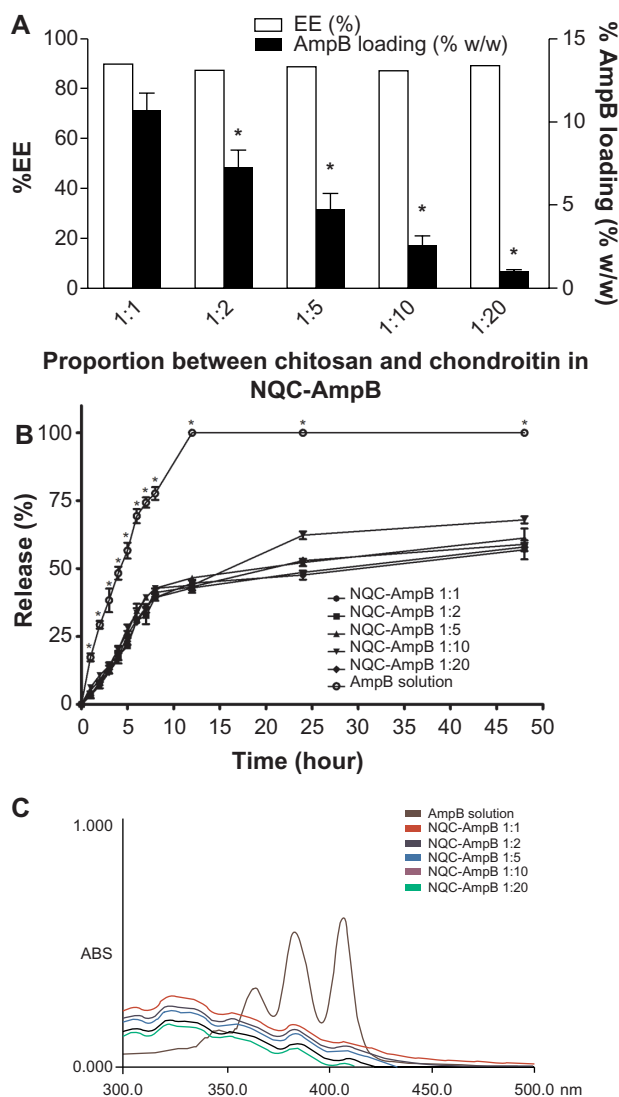 A
EE (%)
AmpB loading (% w/w)
100
80
60
40
20
0
%EE
15
10
5
0
% AmpB loading (% w/w)
*
*
*
*
1:1
1:2
1:5
1:10
1:20
Proportion between chitosan and chondroitin in
NQC-AmpB
B
100
75
50
25
0
Release (%)
*
*
*
*
*
*
*
*
*
*
*
NQC-AmpB 1:1
NQC-AmpB 1:2
NQC-AmpB 1:5
NQC-AmpB 1:10
NQC-AmpB 1:20
AmpB solution
0 5 10 15 20 25 30 35 40 45 50
Time (hour)
C
1.000
ABS
0.000
AmpB solution
NQC-AmpB 1:1
NQC-AmpB 1:2
NQC-AmpB 1:5
NQC-AmpB 1:10
NQC-AmpB 1:20
300.0 350.0 400.0 450.0 500.0 nm